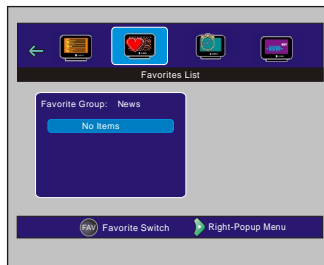 Favorites List
Favorite Group: News
No Items
FAV Favorite Switch Right-Popup Menu